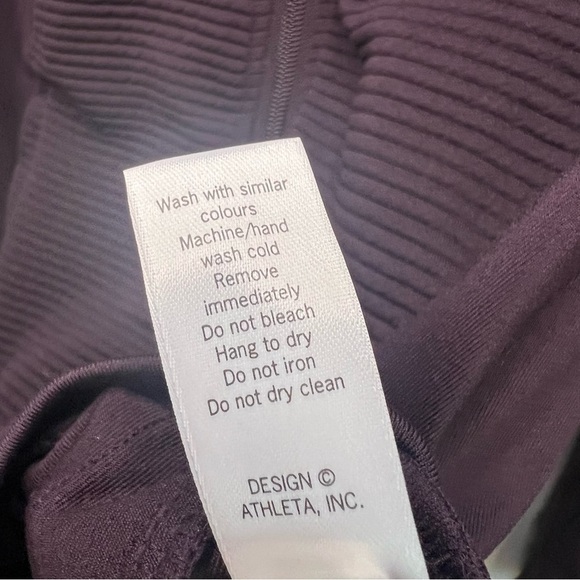 Wash with similar
colours
Machine/hand
wash cold
Remove
immediately
Do not bleach
Hang to dry
Do not iron
Do not dry clean
DESIGN ©
ATHLETA, INC.